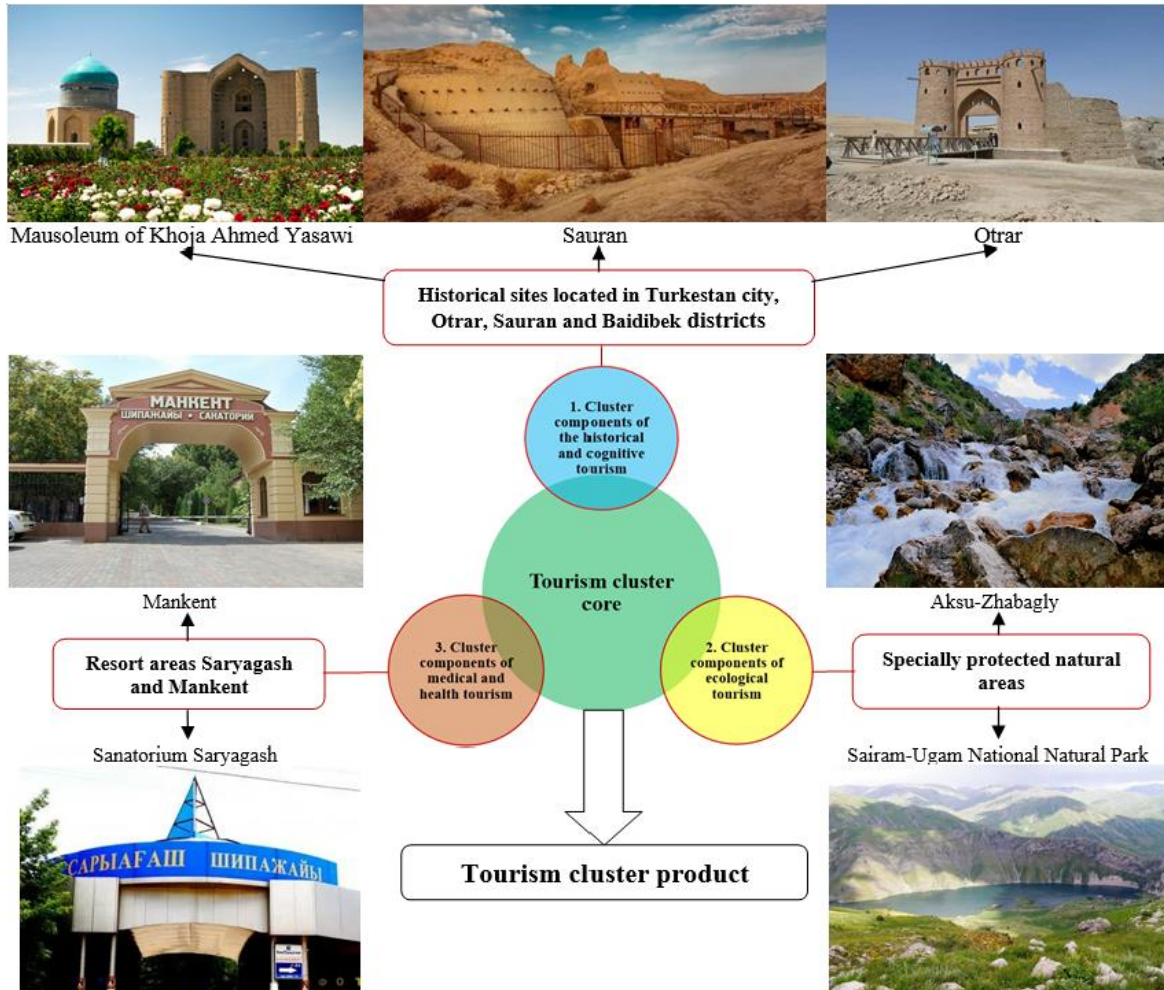 Mausoleum of Khoja Ahmed Yasawi
Sauran
Otrar
Historical sites located in Turkestan city,
Otrar, Sauran and Baidibek districts
МАНКЕНТ
ШИПАЖАЙЫ • САНАТОРИЙ
1. Cluster
components of
the historical
and cognitive
tourism
Tourism cluster
core
Mankent
Aksu-Zhabagly
Resort areas Saryagash
and Mankent
3. Cluster
components of
medical and
health tourism
2. Cluster
components of
ecological
tourism
Specially protected natural
areas
Sanatorium Saryagash
Sairam-Ugam National Natural Park
САРЫАҒАШ ШИПАЖАЙЫ
Tourism cluster product